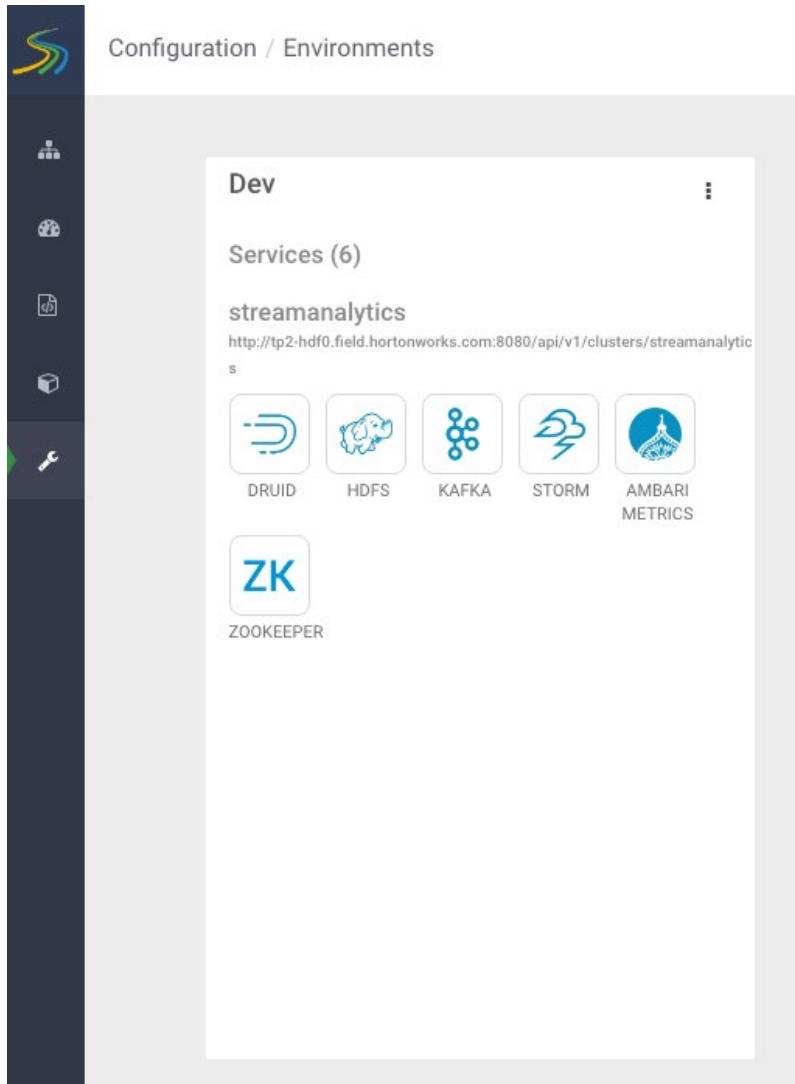 Configuration / Environments
Dev
Services (6)
streamanalytics
http://tp2-hdf0.field.hortonworks.com:8080/api/v1/clusters/streamanalytic
s
DRUID HDFS KAFKA STORM AMBARI
METRICS
ZK
ZOOKEEPER